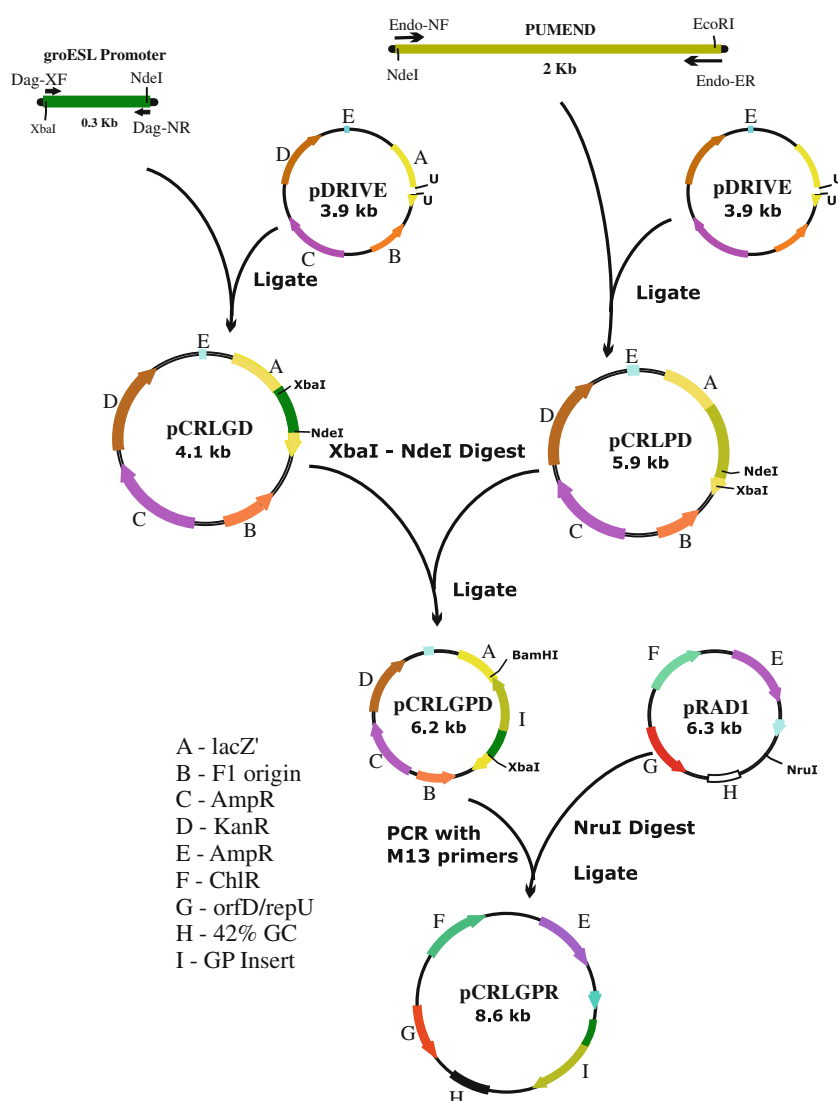 groESL Promoter
Dag-XF
NdeI
XbaI
0.3 Kb
Dag-NR
Endo-NF
PUMEND
EcoRI
NdeI
2 Kb
Endo-ER
E
D
A
pDRIVE
3.9 kb
U
U
C
B
Ligate
pDRIVE
3.9 kb
U
U
Ligate
E
A
XbaI
D
pCRLGD
4.1 kb
NdeI
C
B
XbaI - NdeI Digest
E
A
D
pCRLPD
5.9 kb
NdeI
XbaI
C
B
Ligate
A
BamHI
D
pCRLGPD
6.2 kb
I
C
XbaI
B
F
E
pRAD1
6.3 kb
G
NruI
H
A - lacZ'
B - F1 origin
C - AmpR
D - KanR
E - AmpR
F - ChlR
G - orfD/repU
H - 42% GC
I - GP Insert
PCR with
M13 primers
NruI Digest
Ligate
F
E
pCRLGPR
8.6 kb
G
I
H